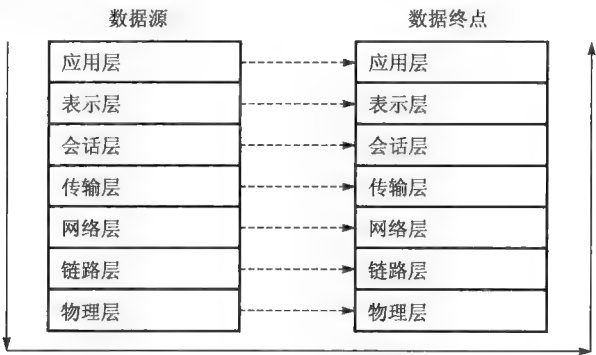 数据源 数据终点
应用层 应用层
表示层 表示层
会话层 会话层
传输层 传输层
网络层 网络层
链路层 链路层
物理层 物理层